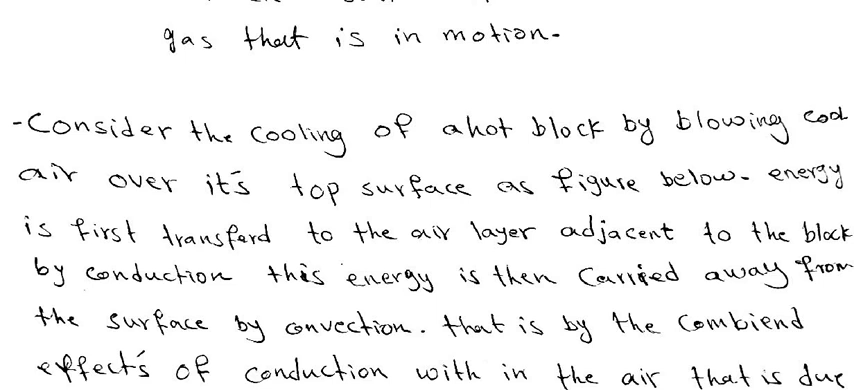 gas that is in motion.
- Consider the cooling of a hot block by blowing cool
air over it's top surface as figure below. energy
is first transferd to the air layer adjacent to the block
by conduction this energy is then carried away from
the surface by convection. that is by the combiend
effect's of conduction with in the air that is due